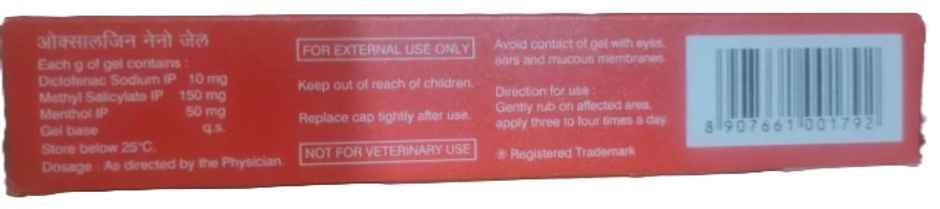 ओक्सालजिन नेनो जेल
Each g of gel contains :
Diclofenac Sodium IP 10 mg
Methyl Salicylate IP 150 mg
Menthol IP 50 mg
Gel base q.s.
Store below 25°C.
Dosage : As directed by the Physician.
FOR EXTERNAL USE ONLY
Keep out of reach of children.
Replace cap tightly after use.
NOT FOR VETERINARY USE
Avoid contact of gel with eyes,
ears and mucous membranes.
Direction for use :
Gently rub on affected area,
apply three to four times a day.
® Registered Trademark
8 907661 001792